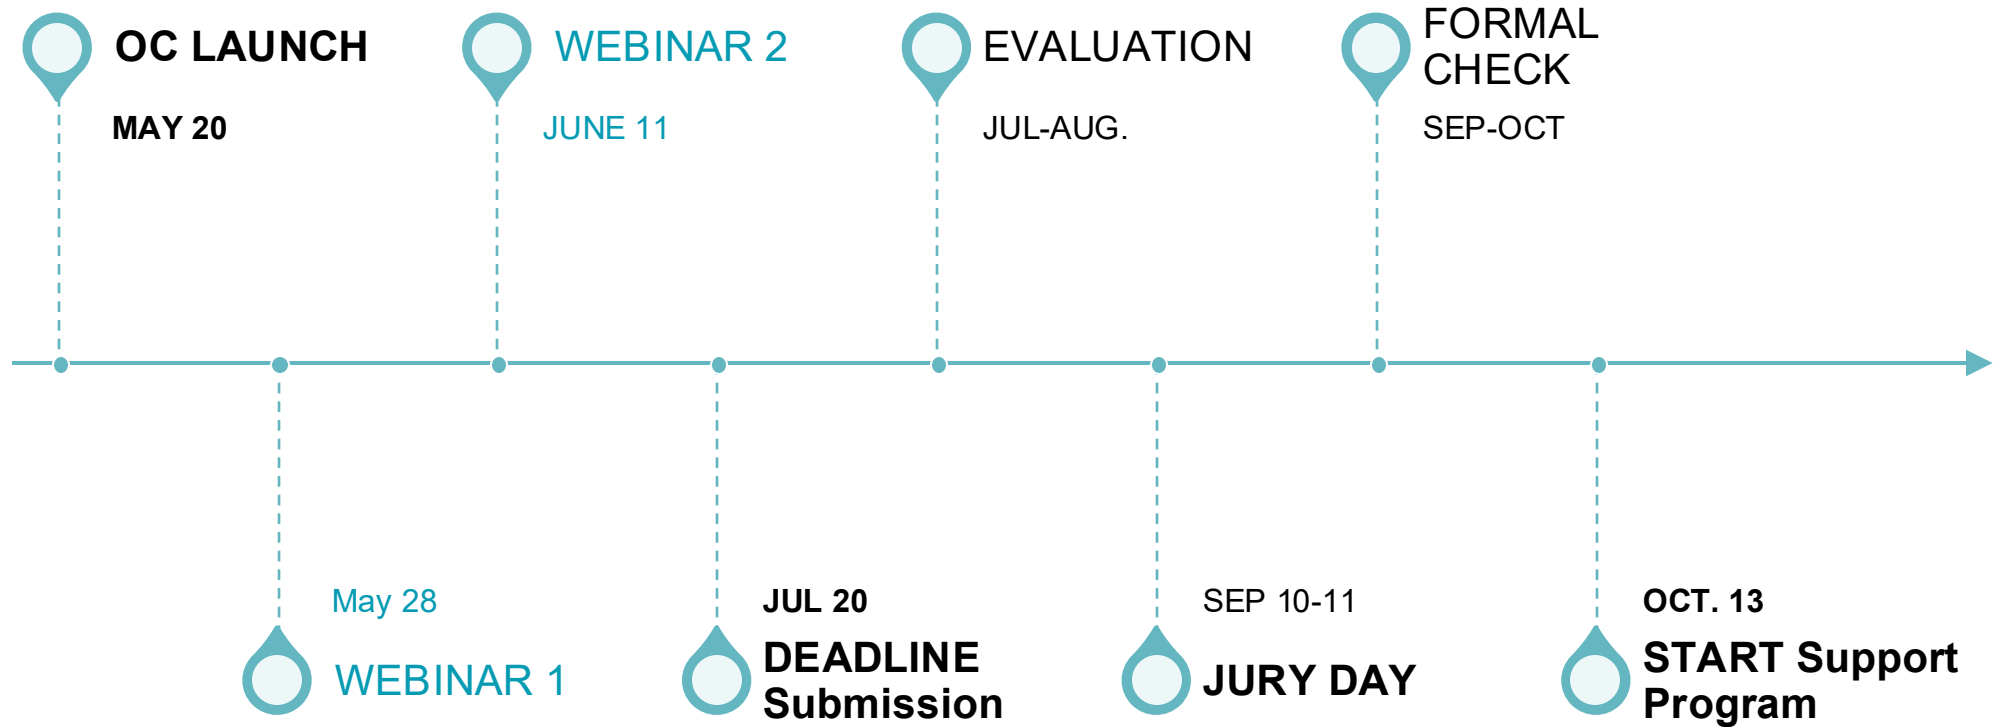 OC LAUNCH
MAY 20
WEBINAR 2
JUNE 11
EVALUATION
JUL-AUG.
FORMAL
CHECK
SEP-OCT
May 28
WEBINAR 1
JUL 20
DEADLINE
Submission
SEP 10-11
JURY DAY
OCT. 13
START Support
Program